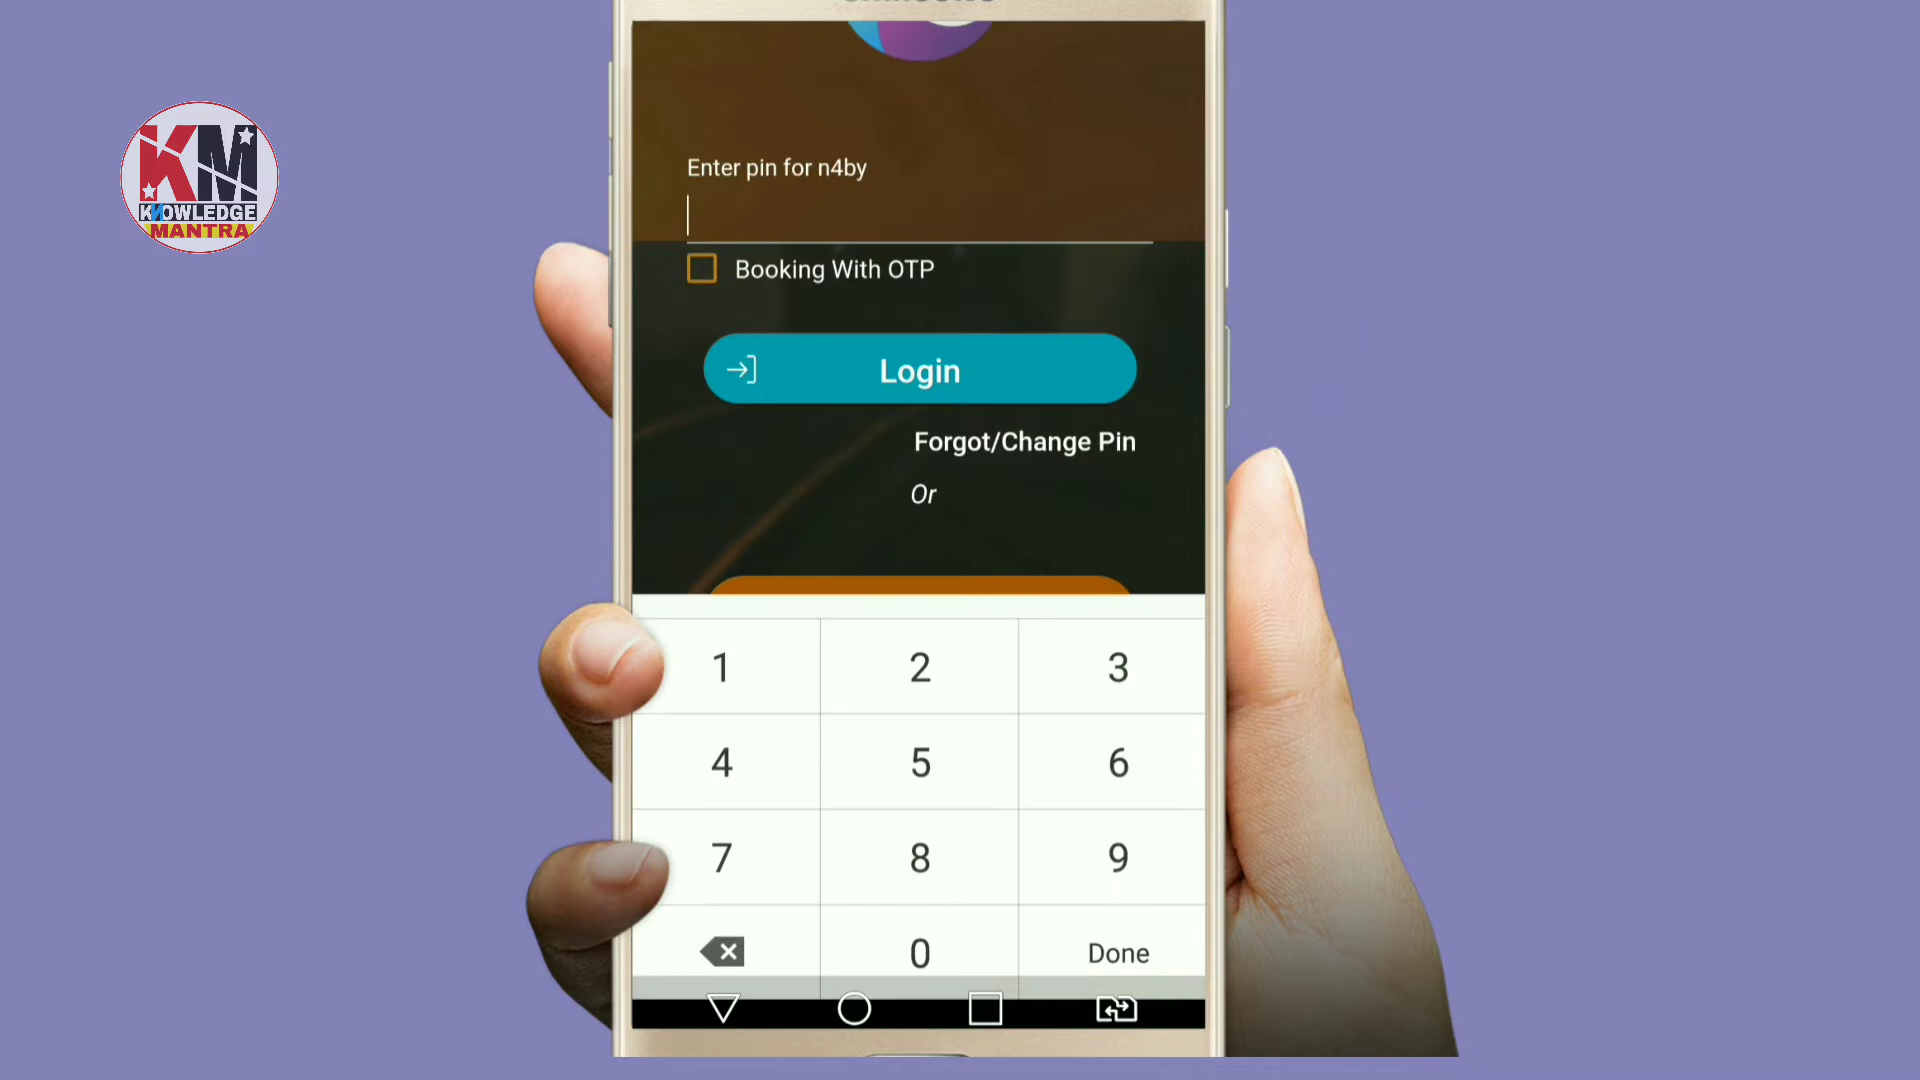 KM
KNOWLEDGE
MANTRA
Enter pin for n4by
Booking With OTP
Login
Forgot/Change Pin
Or
1 2 3
4 5 6
7 8 9
0 Done